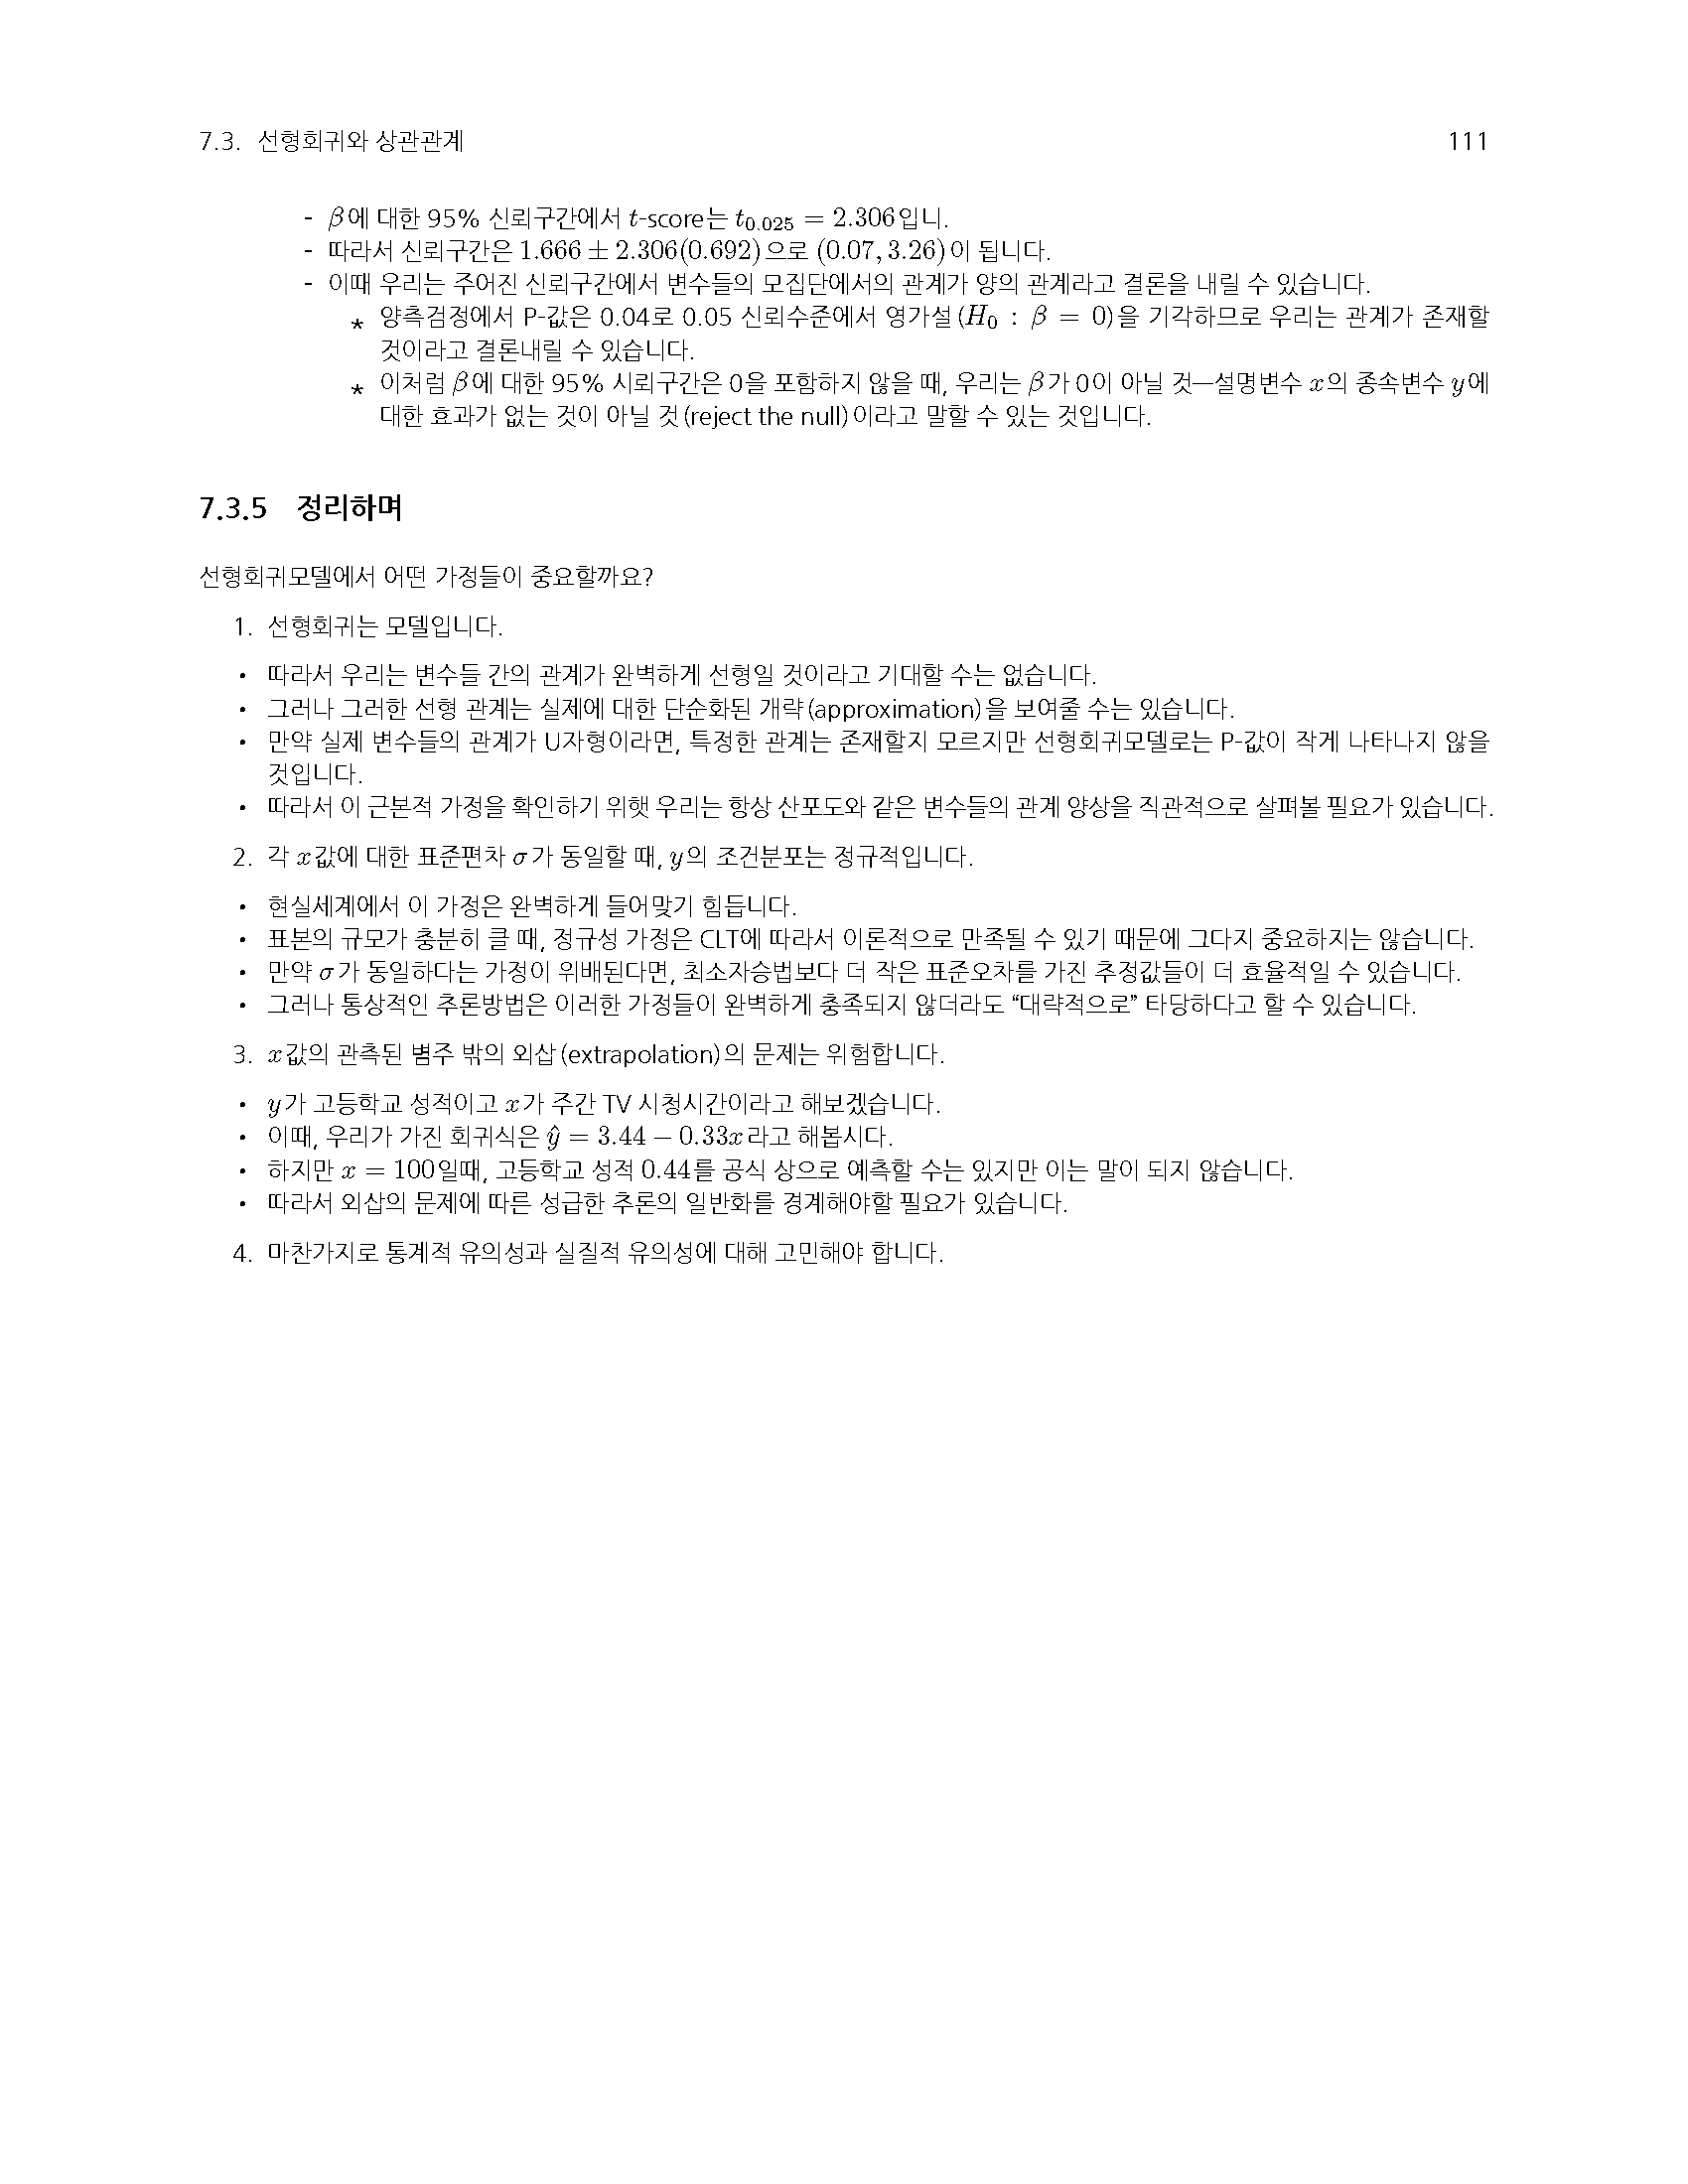 7.3. 선형회귀와 상관관계 111
- β에 대한 95% 신뢰구간에서 t-score는 t0.025 = 2.306입니.
- 따라서 신뢰구간은 1.666 ± 2.306(0.692)으로 (0.07, 3.26)이 됩니다.
- 이때 우리는 주어진 신뢰구간에서 변수들의 모집단에서의 관계가 양의 관계라고 결론을 내릴 수 있습니다.
* 양측검정에서 P-값은 0.04로 0.05 신뢰수준에서 영가설(H0 : β = 0)을 기각하므로 우리는 관계가 존재할
것이라고 결론내릴 수 있습니다.
* 이처럼 β에 대한 95% 시뢰구간은 0을 포함하지 않을 때, 우리는 β가 0이 아닐 것—설명변수 x의 종속변수 y에
대한 효과가 없는 것이 아닐 것(reject the null)이라고 말할 수 있는 것입니다.
7.3.5 정리하며
선형회귀모델에서 어떤 가정들이 중요할까요?
1. 선형회귀는 모델입니다.
• 따라서 우리는 변수들 간의 관계가 완벽하게 선형일 것이라고 기대할 수는 없습니다.
• 그러나 그러한 선형 관계는 실제에 대한 단순화된 개략(approximation)을 보여줄 수는 있습니다.
• 만약 실제 변수들의 관계가 U자형이라면, 특정한 관계는 존재할지 모르지만 선형회귀모델로는 P-값이 작게 나타나지 않을
것입니다.
• 따라서 이 근본적 가정을 확인하기 위햇 우리는 항상 산포도와 같은 변수들의 관계 양상을 직관적으로 살펴볼 필요가 있습니다.
2. 각 x값에 대한 표준편차 σ가 동일할 때, y의 조건분포는 정규적입니다.
• 현실세계에서 이 가정은 완벽하게 들어맞기 힘듭니다.
• 표본의 규모가 충분히 클 때, 정규성 가정은 CLT에 따라서 이론적으로 만족될 수 있기 때문에 그다지 중요하지는 않습니다.
• 만약 σ가 동일하다는 가정이 위배된다면, 최소자승법보다 더 작은 표준오차를 가진 추정값들이 더 효율적일 수 있습니다.
• 그러나 통상적인 추론방법은 이러한 가정들이 완벽하게 충족되지 않더라도 “대략적으로” 타당하다고 할 수 있습니다.
3. x값의 관측된 볌주 밖의 외삽(extrapolation)의 문제는 위험합니다.
• y가 고등학교 성적이고 x가 주간 TV 시청시간이라고 해보겠습니다.
• 이때, 우리가 가진 회귀식은 ŷ = 3.44 − 0.33x라고 해봅시다.
• 하지만 x = 100일때, 고등학교 성적 0.44를 공식 상으로 예측할 수는 있지만 이는 말이 되지 않습니다.
• 따라서 외삽의 문제에 따른 성급한 추론의 일반화를 경계해야할 필요가 있습니다.
4. 마찬가지로 통계적 유의성과 실질적 유의성에 대해 고민해야 합니다.